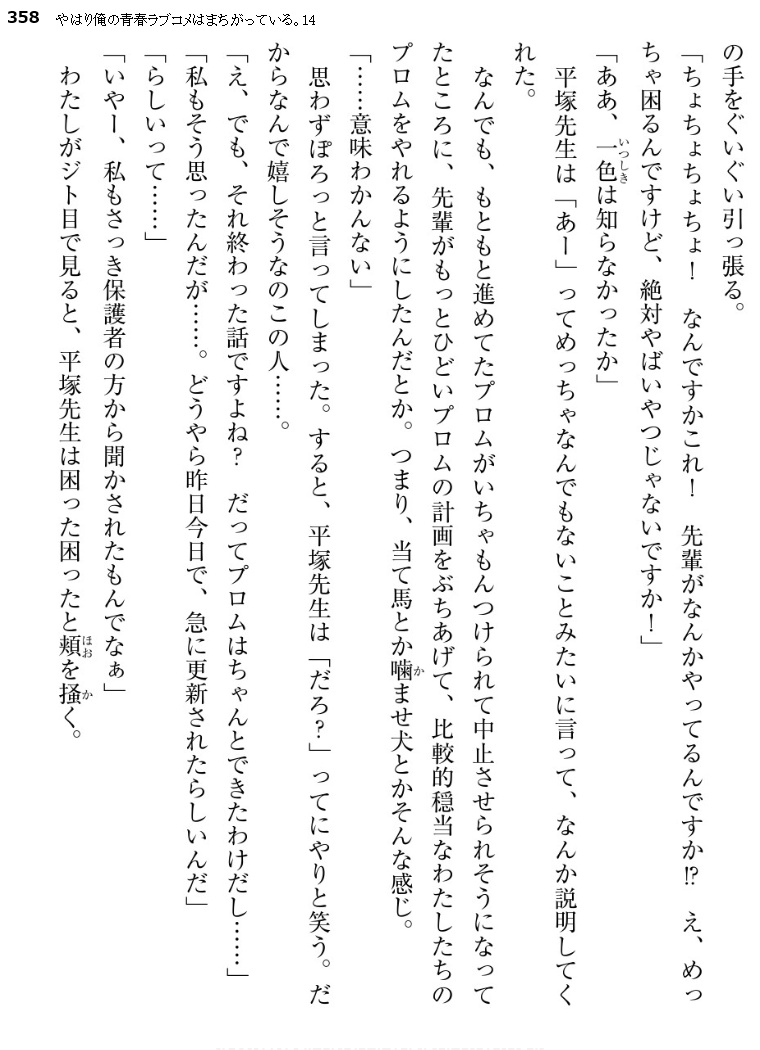 358 やはり俺の青春ラブコメはまちがっている。14
の手をぐいぐい引っ張る。
「ちょちょちょちょ!　なんですかこれ!　先輩がなんかやってるんですか!?　え、めっ
ちゃ困るんですけど、絶対やばいやつじゃないですか!」
「ああ、一色いつしきは知らなかったか」
　平塚先生は「あー」ってめっちゃなんでもないことみたいに言って、なんか説明してく
れた。
　なんでも、もともと進めてたプロムがいちゃもんつけられて中止させられそうになって
たところに、先輩がもっとひどいプロムの計画をぶちあげて、比較的穏当なわたしたちの
プロムをやれるようにしたんだとか。つまり、当て馬とか噛かませ犬とかそんな感じ。
「……意味わかんない」
　思わずぽろっと言ってしまった。すると、平塚先生は「だろ?」ってにやりと笑う。だ
からなんで嬉しそうなのこの人……。
「え、でも、それ終わった話ですよね?　だってプロムはちゃんとできたわけだし……」
「私もそう思ったんだが……。どうやら昨日今日で、急に更新されたらしいんだ」
「らしいって……」
「いやー、私もさっき保護者の方から聞かされたもんでなぁ」
　わたしがジト目で見ると、平塚先生は困った困ったと頬ほおを掻かく。